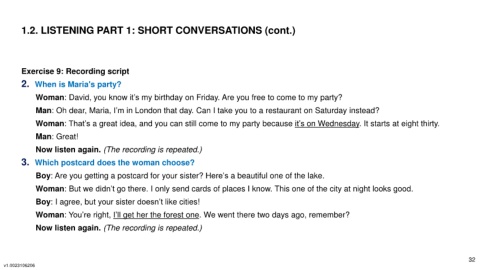 1.2. LISTENING PART 1: SHORT CONVERSATIONS (cont.)
Exercise 9: Recording script
2. When is Maria's party?
Woman: David, you know it's my birthday on Friday. Are you free to come to my party?
Man: Oh dear, Maria, I'm in London that day. Can I take you to a restaurant on Saturday instead?
Woman: That's a great idea, and you can still come to my party because it's on Wednesday. It starts at eight thirty.
Man: Great!
Now listen again. (The recording is repeated.)
3. Which postcard does the woman choose?
Boy: Are you getting a postcard for your sister? Here's a beautiful one of the lake.
Woman: But we didn't go there. I only send cards of places I know. This one of the city at night looks good.
Boy: I agree, but your sister doesn't like cities!
Woman: You're right, I'll get her the forest one. We went there two days ago, remember?
Now listen again. (The recording is repeated.)
32